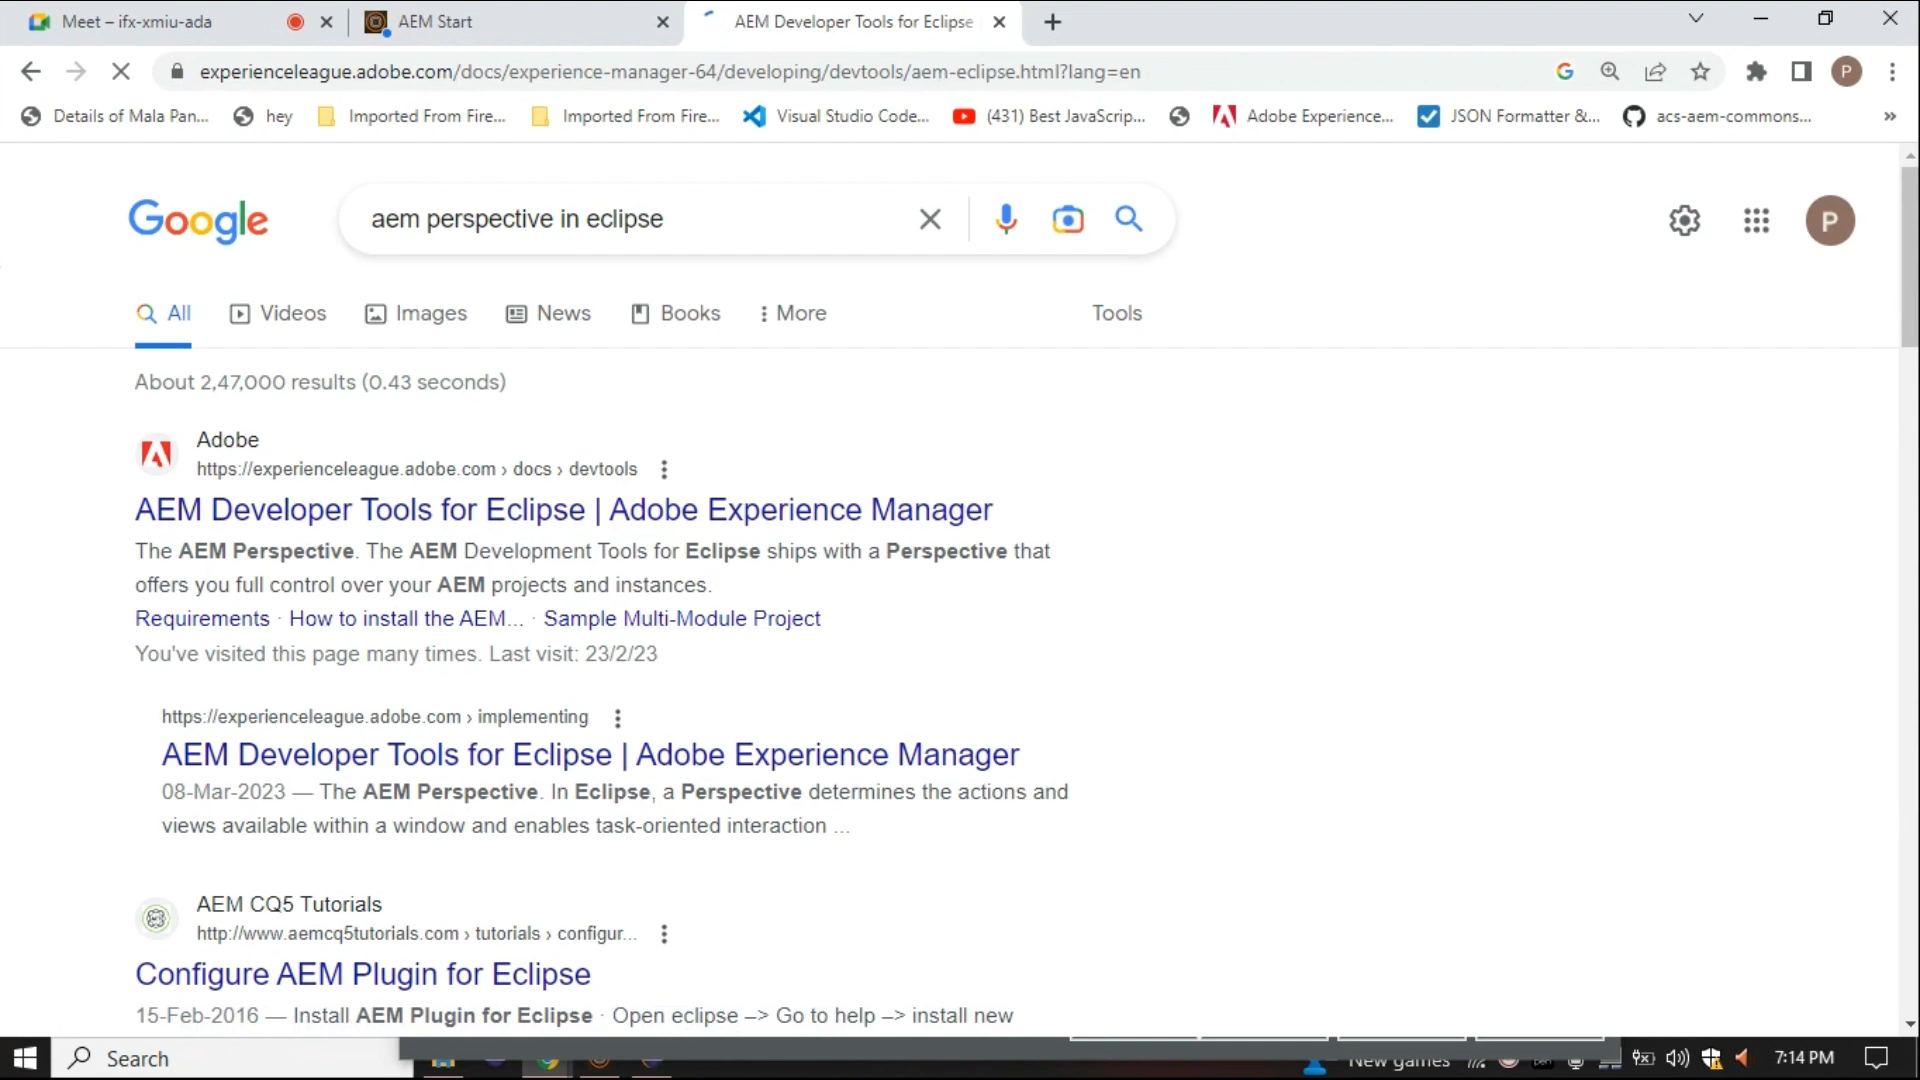 Meet – ifx-xmiu-ada
AEM Start
AEM Developer Tools for Eclipse
experienceleague.adobe.com/docs/experience-manager-64/developing/devtools/aem-eclipse.html?lang=en
P
Details of Mala Pan...
hey
Imported From Fire...
Imported From Fire...
Visual Studio Code...
(431) Best JavaScrip...
Adobe Experience...
JSON Formatter &...
acs-aem-commons...
»
Google
aem perspective in eclipse
P
All
Videos
Images
News
Books
More
Tools
About 2,47,000 results (0.43 seconds)
Adobe
https://experienceleague.adobe.com › docs › devtools
AEM Developer Tools for Eclipse | Adobe Experience Manager
The AEM Perspective. The AEM Development Tools for Eclipse ships with a Perspective that
offers you full control over your AEM projects and instances.
Requirements · How to install the AEM... · Sample Multi-Module Project
You've visited this page many times. Last visit: 23/2/23
https://experienceleague.adobe.com › implementing
AEM Developer Tools for Eclipse | Adobe Experience Manager
08-Mar-2023 — The AEM Perspective. In Eclipse, a Perspective determines the actions and
views available within a window and enables task-oriented interaction ...
AEM CQ5 Tutorials
http://www.aemcq5tutorials.com › tutorials › configur...
Configure AEM Plugin for Eclipse
15-Feb-2016 — Install AEM Plugin for Eclipse · Open eclipse –> Go to help –> install new
Search
New games
7:14 PM